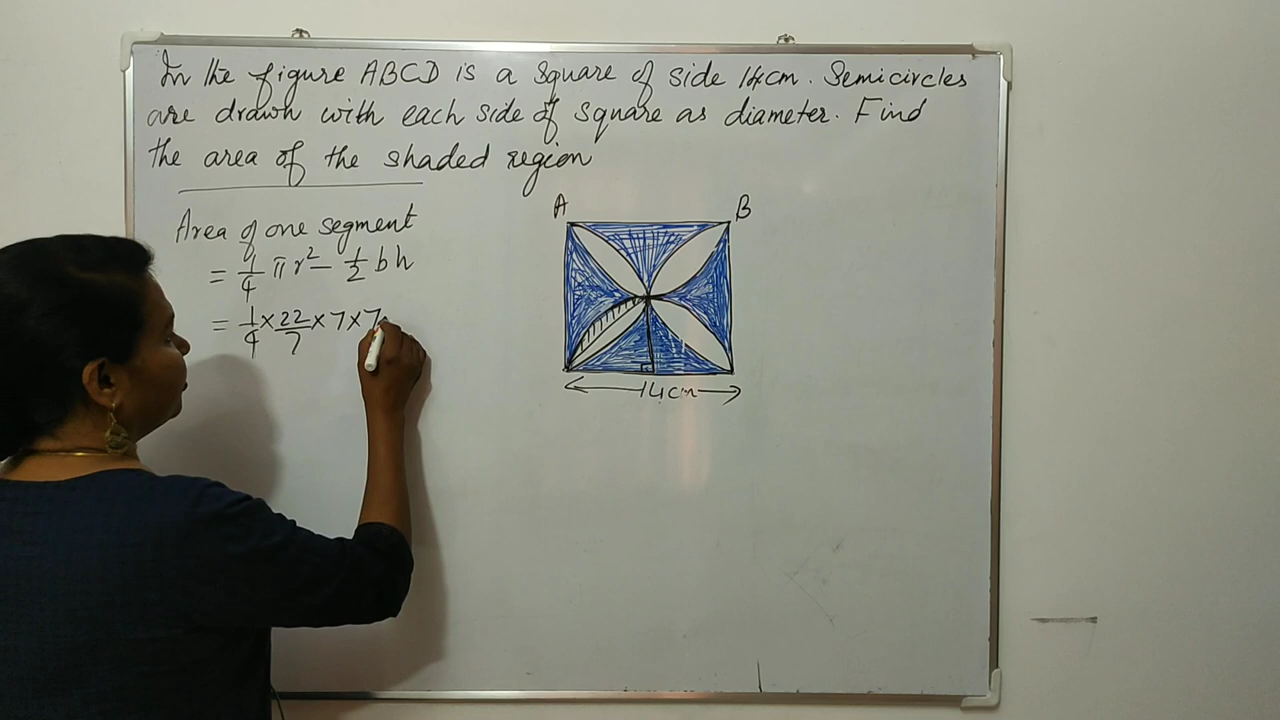 In the figure ABCD is a square of side 14cm. Semicircles
are drawn with each side of square as diameter. Find
the area of the shaded region
Area of one segment
= 1/4 π r² - 1/2 b h
= 1/4 × 22/7 × 7 × 7
A B
14cm